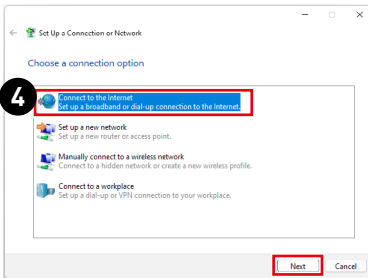 Set Up a Connection or Network
Choose a connection option
4
Connect to the Internet
Set up a broadband or dial-up connection to the Internet.
Set up a new network
Set up a new router or access point.
Manually connect to a wireless network
Connect to a hidden network or create a new wireless profile.
Connect to a workplace
Set up a dial-up or VPN connection to your workplace.
Next
Cancel